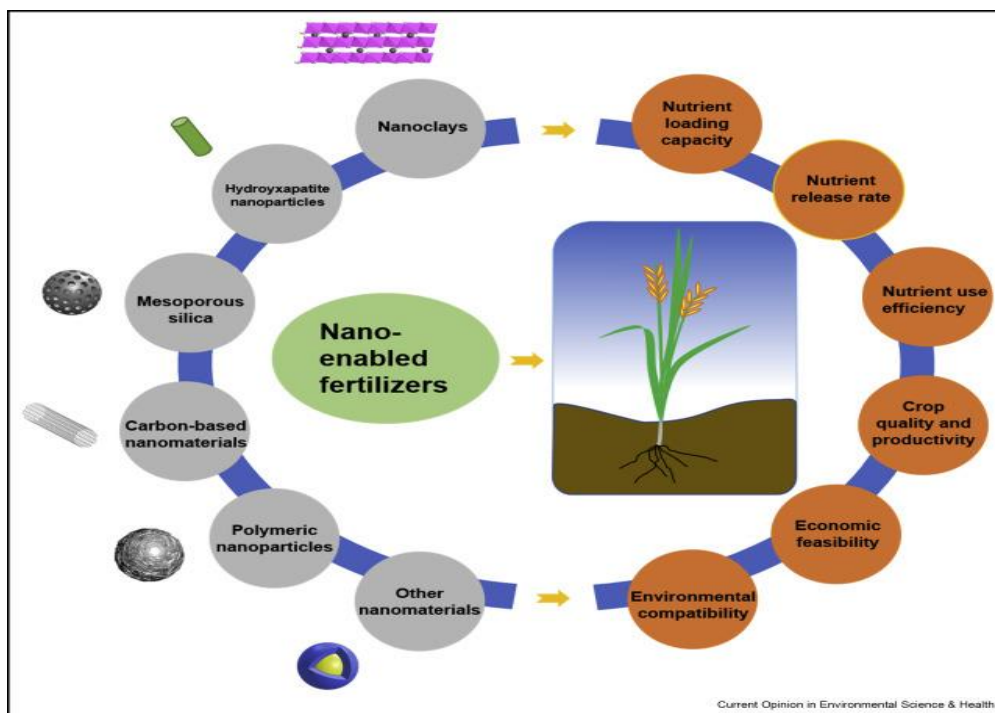 Nanoclays
Hydroyxapatite
nanoparticles
Mesoporous
silica
Carbon-based
nanomaterials
Polymeric
nanoparticles
Other
nanomaterials
Nano-
enabled
fertilizers
Nutrient
loading
capacity
Nutrient
release rate
Nutrient use
efficiency
Crop
quality and
productivity
Economic
feasibility
Environmental
compatibility
Current Opinion in Environmental Science & Health